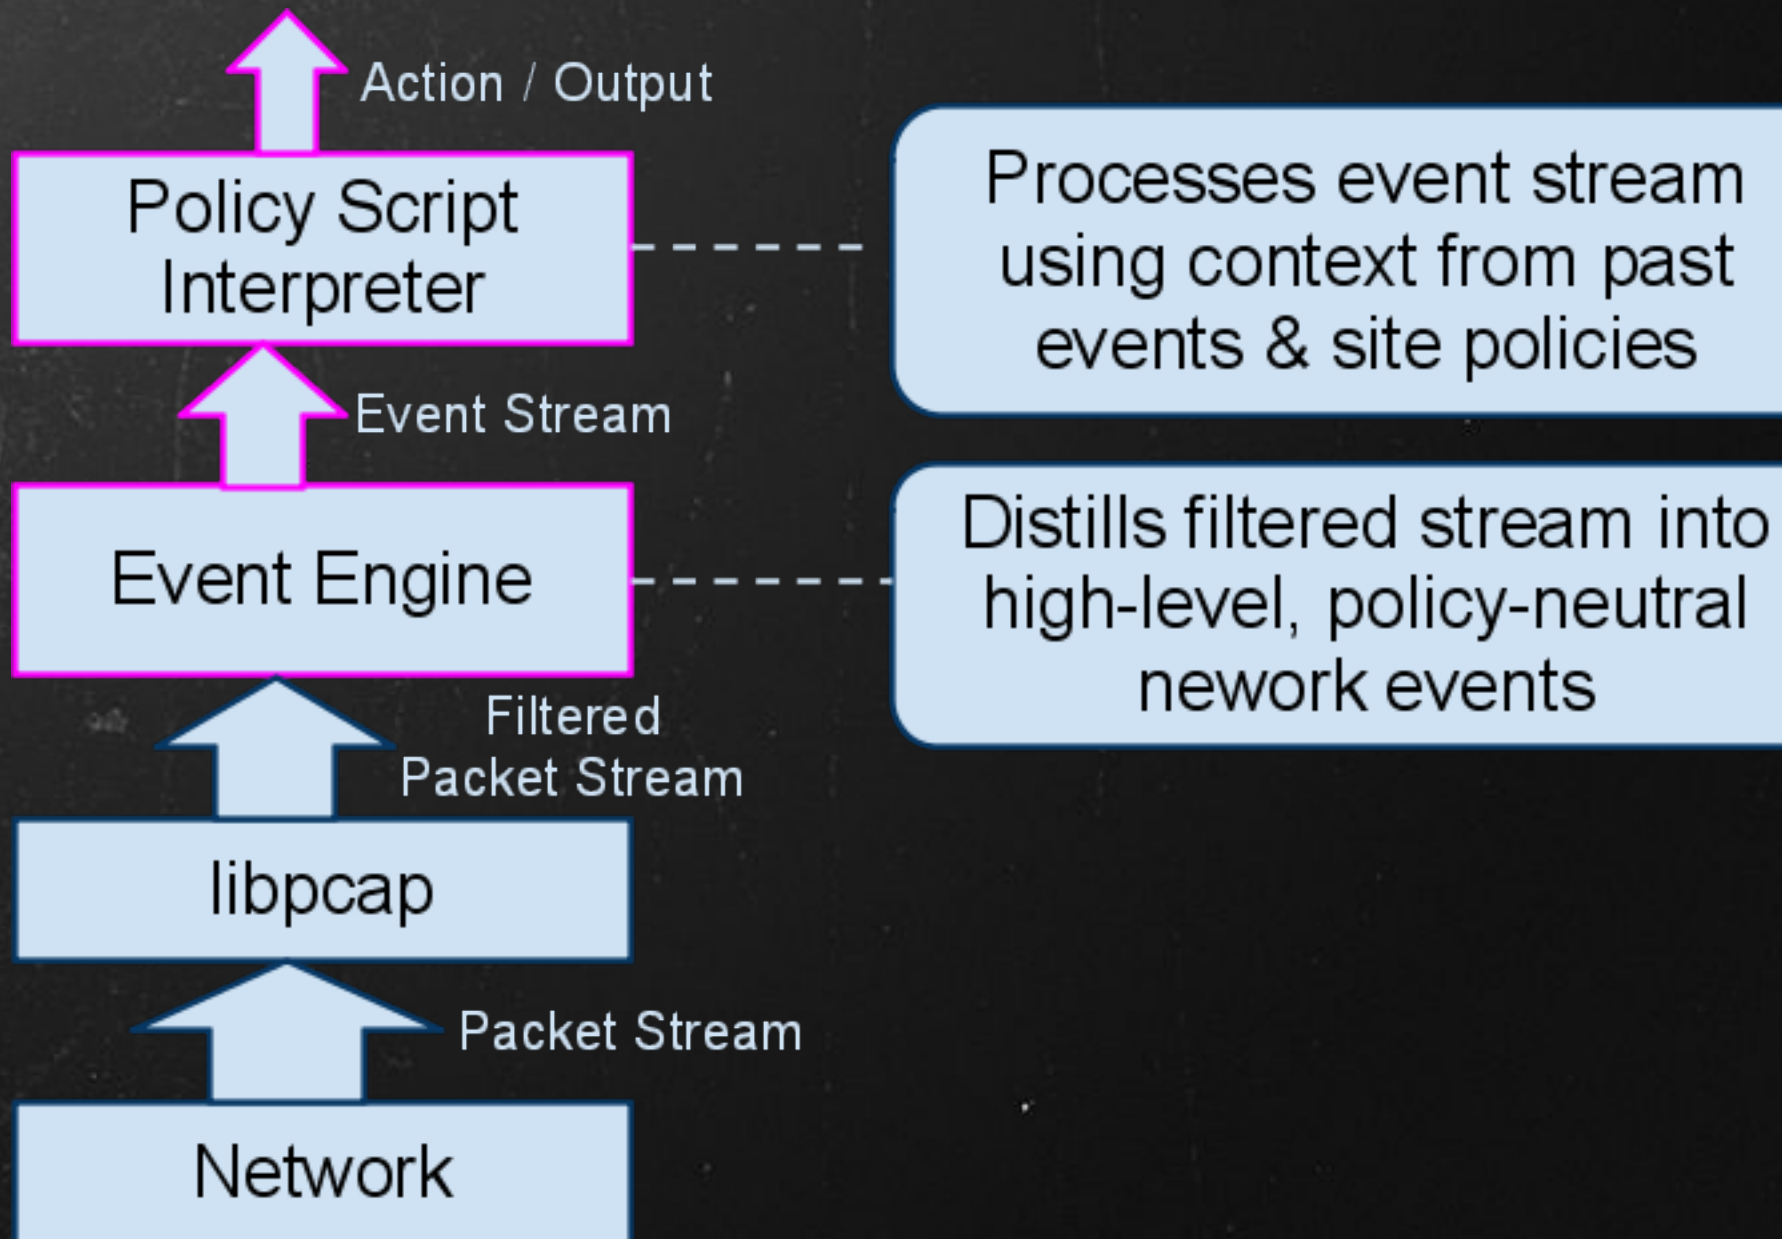 Action / Output
Policy Script
Interpreter
Processes event stream
using context from past
events & site policies
Event Stream
Event Engine
Distills filtered stream into
high-level, policy-neutral
nework events
Filtered
Packet Stream
libpcap
Packet Stream
Network